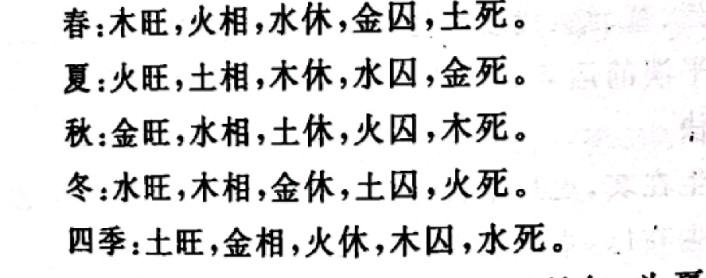 春:木旺,火相,水休,金囚,土死。
夏:火旺,土相,木休,水囚,金死。
秋:金旺,水相,土休,火囚,木死。
冬:水旺,木相,金休,土囚,火死。
四季:土旺,金相,火休,木囚,水死。